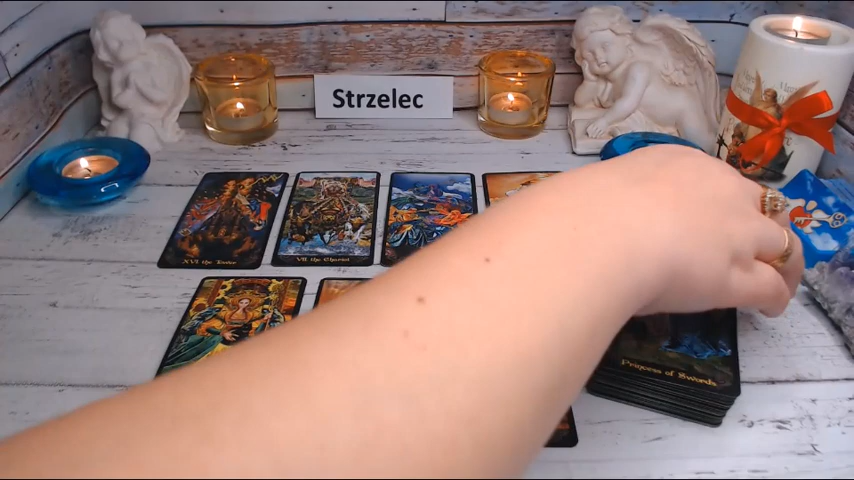 Strzelec
XVI the Tower
VII the Chariot
Princess of Swords